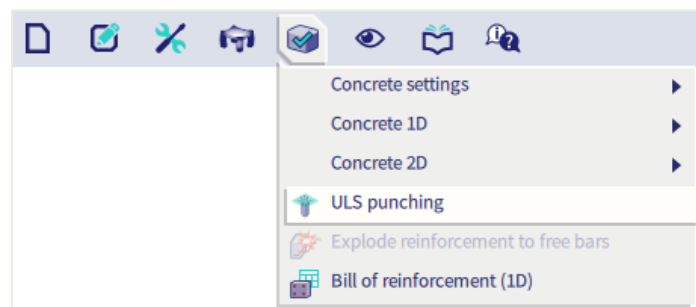 Concrete settings
Concrete 1D
Concrete 2D
ULS punching
Explode reinforcement to free bars
Bill of reinforcement (1D)